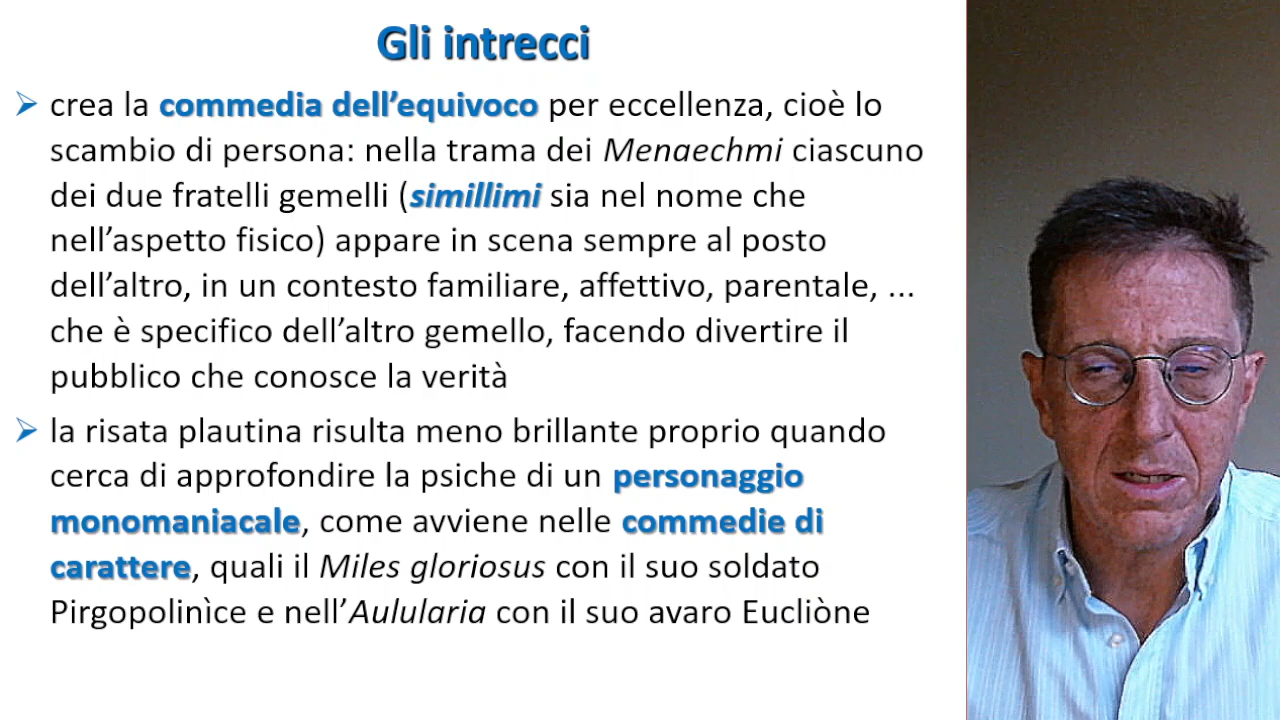 Gli intrecci
crea la commedia dell’equivoco per eccellenza, cioè lo
scambio di persona: nella trama dei Menaechmi ciascuno
dei due fratelli gemelli (simillimi sia nel nome che
nell’aspetto fisico) appare in scena sempre al posto
dell’altro, in un contesto familiare, affettivo, parentale, ...
che è specifico dell’altro gemello, facendo divertire il
pubblico che conosce la verità
la risata plautina risulta meno brillante proprio quando
cerca di approfondire la psiche di un personaggio
monomaniacale, come avviene nelle commedie di
carattere, quali il Miles gloriosus con il suo soldato
Pirgopolinìce e nell’Aulularia con il suo avaro Eucliòne